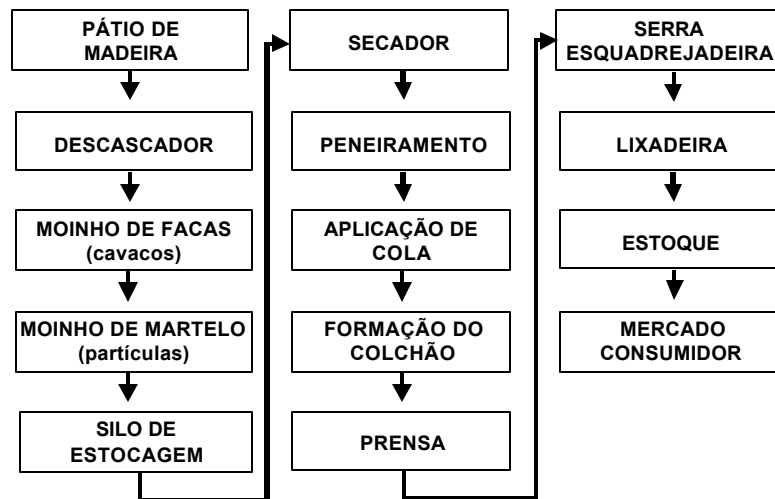 PÁTIO DE
MADEIRA
DESCASCADOR
MOINHO DE FACAS
(cavacos)
MOINHO DE MARTELO
(partículas)
SILO DE
ESTOCAGEM
SECADOR
PENEIRAMENTO
APLICAÇÃO DE
COLA
FORMAÇÃO DO
COLCHÃO
PRENSA
SERRA
ESQUADREJADEIRA
LIXADEIRA
ESTOQUE
MERCADO
CONSUMIDOR